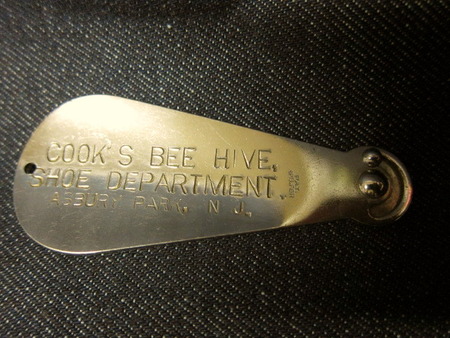 COOK'S BEE HIVE,
SHOE DEPARTMENT,
ASBURY PARK, N. J.